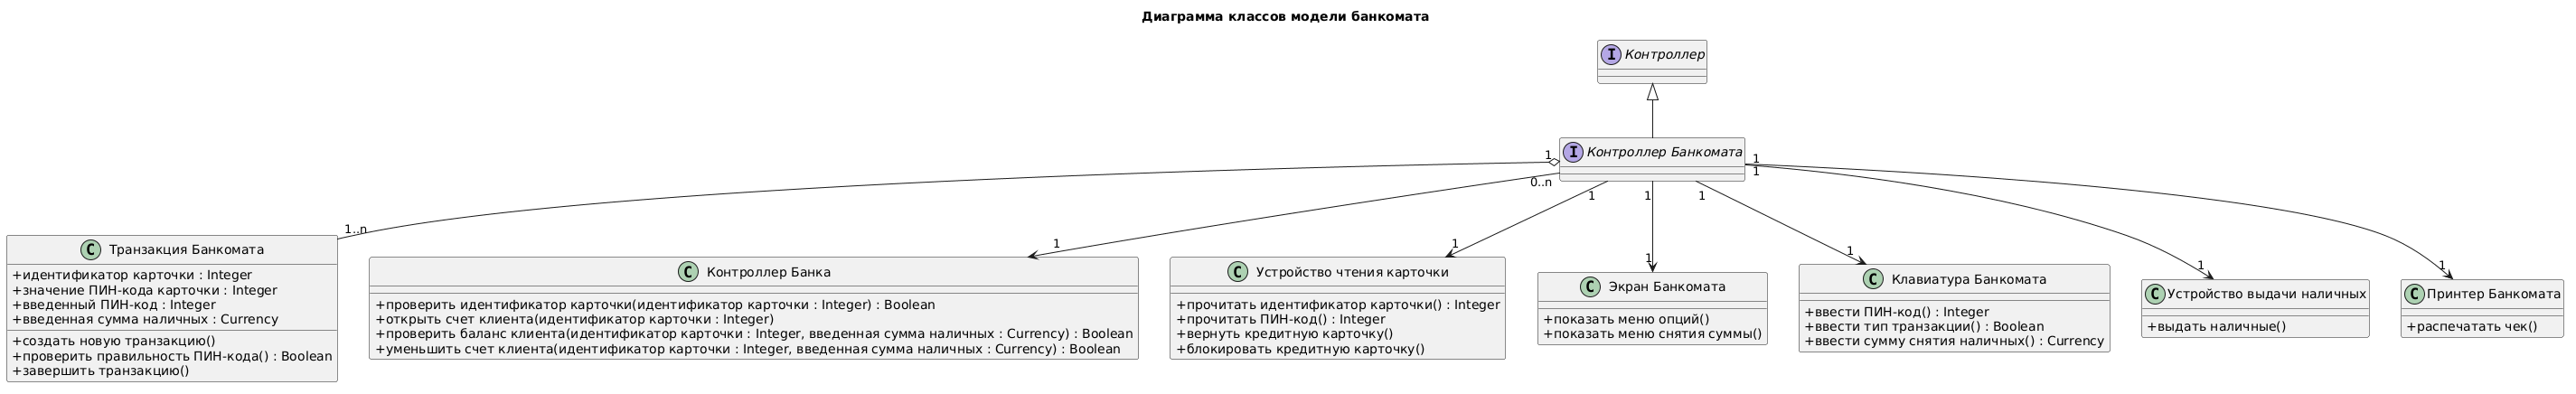 Диаграмма классов модели банкомата
I Контроллер
I Контроллер Банкомата
1
1
1
0..n
1
1
1
1..n
1
1
1
1
1
1
C Транзакция Банкомата
+идентификатор карточки : Integer
+значение ПИН-кода карточки : Integer
+введенный ПИН-код : Integer
+введенная сумма наличных : Currency
+создать новую транзакцию()
+проверить правильность ПИН-кода() : Boolean
+завершить транзакцию()
C Контроллер Банка
+проверить идентификатор карточки(идентификатор карточки : Integer) : Boolean
+открыть счет клиента(идентификатор карточки : Integer)
+проверить баланс клиента(идентификатор карточки : Integer, введенная сумма наличных : Currency) : Boolean
+уменьшить счет клиента(идентификатор карточки : Integer, введенная сумма наличных : Currency) : Boolean
C Устройство чтения карточки
+прочитать идентификатор карточки() : Integer
+прочитать ПИН-код() : Integer
+вернуть кредитную карточку()
+блокировать кредитную карточку()
C Экран Банкомата
+показать меню опций()
+показать меню снятия суммы()
C Клавиатура Банкомата
+ввести ПИН-код() : Integer
+ввести тип транзакции() : Boolean
+ввести сумму снятия наличных() : Currency
C Устройство выдачи наличных
+выдать наличные()
C Принтер Банкомата
+распечатать чек()